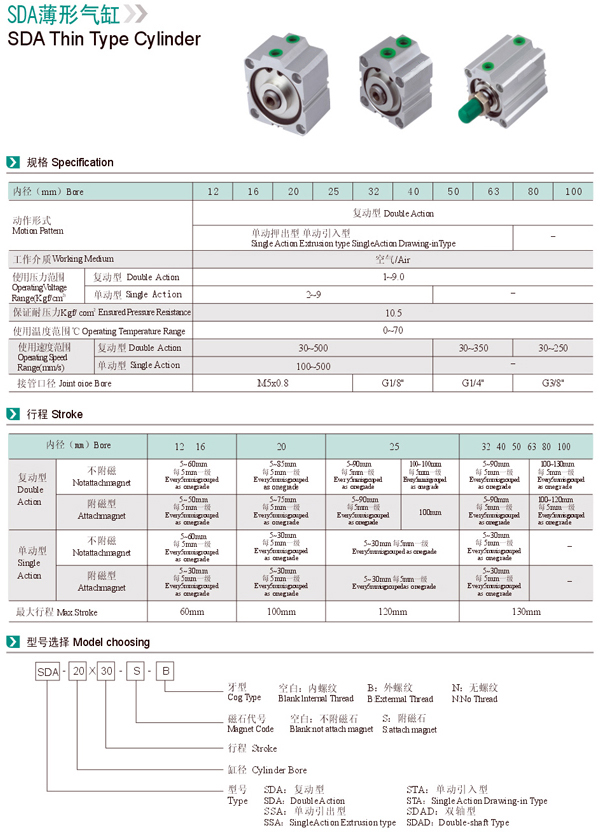 SDA薄形气缸
SDA Thin Type Cylinder
规格 Specification
内径（mm）Bore 12 16 20 25 32 40 50 63 80 100
动作形式 复动型 Double Action
Motion Pattern 单动押出型 单动引入型 –
Single Action Extrusion type SingleAction Drawing-inType
工作介质Working Medium 空气/Air
使用压力范围 复动型 Double Action 1~9.0
OperatingVoltage
Range(Kgf/cm² 单动型 Single Action 2~9 –
保证耐压力Kgf/ com² Ensured Pressure Resistance 10.5
使用温度范围℃ Operating Temperature Range 0~70
使用速度范围 复动型 Double Action 30~500 30~350 30~250
Operating Speed
Range(mm/s) 单动型 Single Action 100~500 –
接管口径 Joint oioe Bore M5x0.8 G1/8" G1/4" G3/8"
行程 Stroke
内径（mm）Bore 12 16 20 25 32 40 50 63 80 100
复动型 Double Action
不附磁 Notattachmagnet
5~60mm 5~85mm 5~90mm 100~100mm 5~90mm 100~130mm
每5mm一级 每5mm一级 每5mm一级 每5mm一级 每5mm一级 每5mm一级
Every5mmisgrouped Every5mmisgrouped Every5mmisgrouped Every5mmisgrouped Every5mmisgrouped Every5mmisgrouped
as onegrade as onegrade as onegrade as onegrade as onegrade as onegrade
附磁型 Attachmagnet
5~50mm 5~75mm 5~90mm 100mm 5~90mm 100~120mm
每5mm一级 每5mm一级 每5mm一级 每5mm一级 每5mm一级
Every5mmisgrouped Every5mmisgrouped Every5mmisgrouped Every5mmisgrouped Every5mmisgrouped
as onegrade as onegrade as onegrade as onegrade as onegrade
单动型 Single Action
不附磁 Notattachmagnet
5~60mm 5~30mm 5~30mm 每5mm一级 5~30mm –
每5mm一级 每5mm一级 Every5mmisgrouped as onegrade 每5mm一级
Every5mmisgrouped Every5mmisgrouped Every5mmisgrouped
as onegrade as onegrade as onegrade
附磁型 Attachmagnet
5~30mm 5~30mm 5~30mm 每5mm一级 5~30mm –
每5mm一级 每5mm一级 Every5mmisgroupedas onegrade 每5mm一级
Every5mmisgrouped Every5mmisgrouped Every5mmisgrouped
as onegrade as onegrade as onegrade
最大行程 Max Stroke 60mm 100mm 120mm 130mm
型号选择 Model choosing
SDA - 20 × 30 - S - B
牙型 空白：内螺纹 B：外螺纹 N：无螺纹
Cog Type Blank:Internal Thread B:External Thread N:No Thread
磁石代号 空白：不附磁石 S：附磁石
Magnet Code Blank:not attach magnet S:attach magnet
行程 Stroke
缸径 Cylinder Bore
型号 SDA：复动型 STA：单动引入型
Type SDA：DoubleAction STA：Single Action Drawing-in Type
SSA：单动引出型 SDAD：双轴型
SSA：SingleAction Extrusion type SDAD：Double-shaft Type